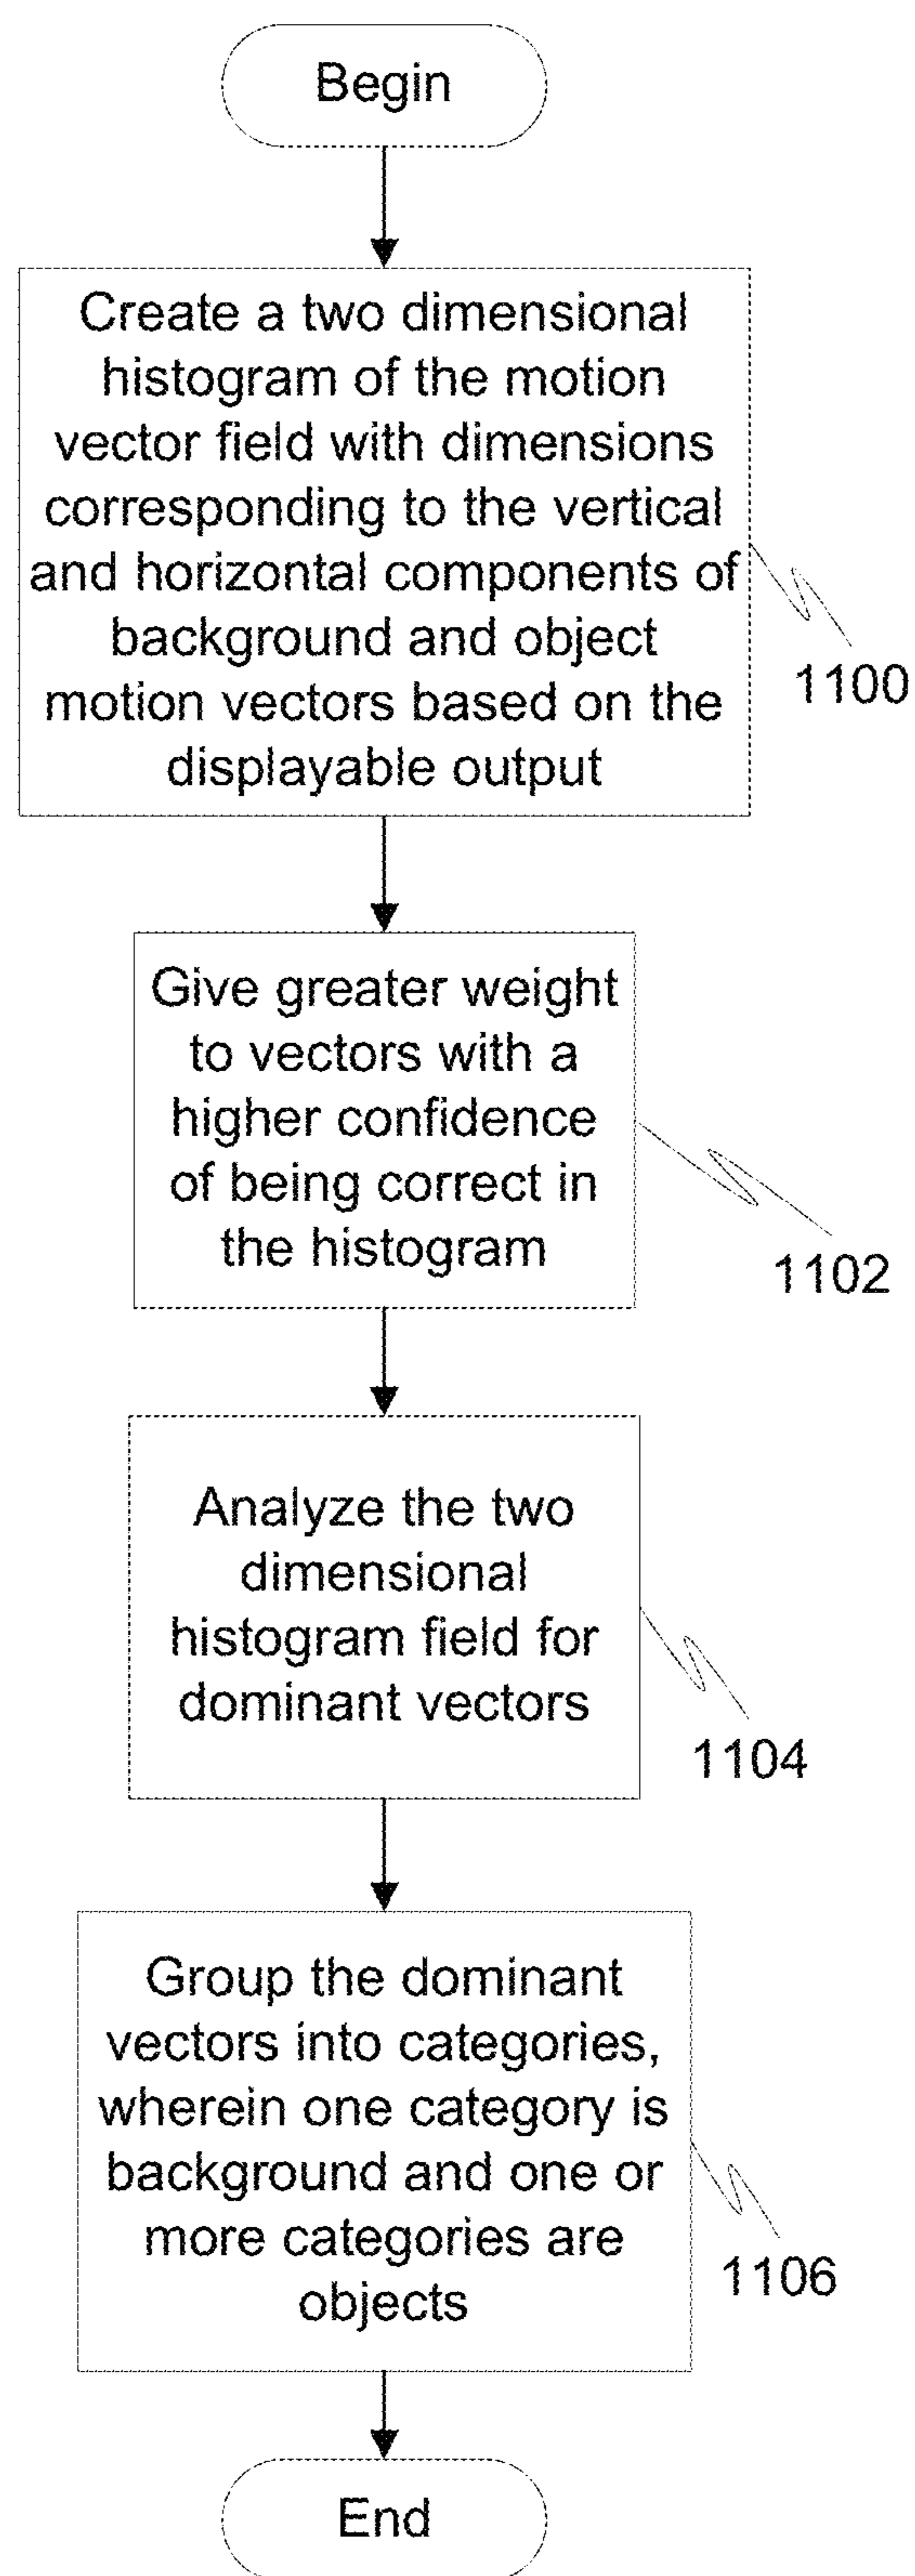 Begin
Create a two dimensional
histogram of the motion
vector field with dimensions
corresponding to the vertical
and horizontal components of
background and object
motion vectors based on the
displayable output
1100
Give greater weight
to vectors with a
higher confidence
of being correct in
the histogram
1102
Analyze the two
dimensional
histogram field for
dominant vectors
1104
Group the dominant
vectors into categories,
wherein one category is
background and one or
more categories are
objects
1106
End